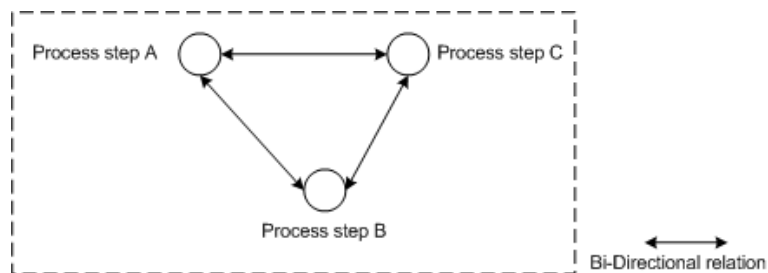 Process step A
Process step C
Process step B
Bi-Directional relation